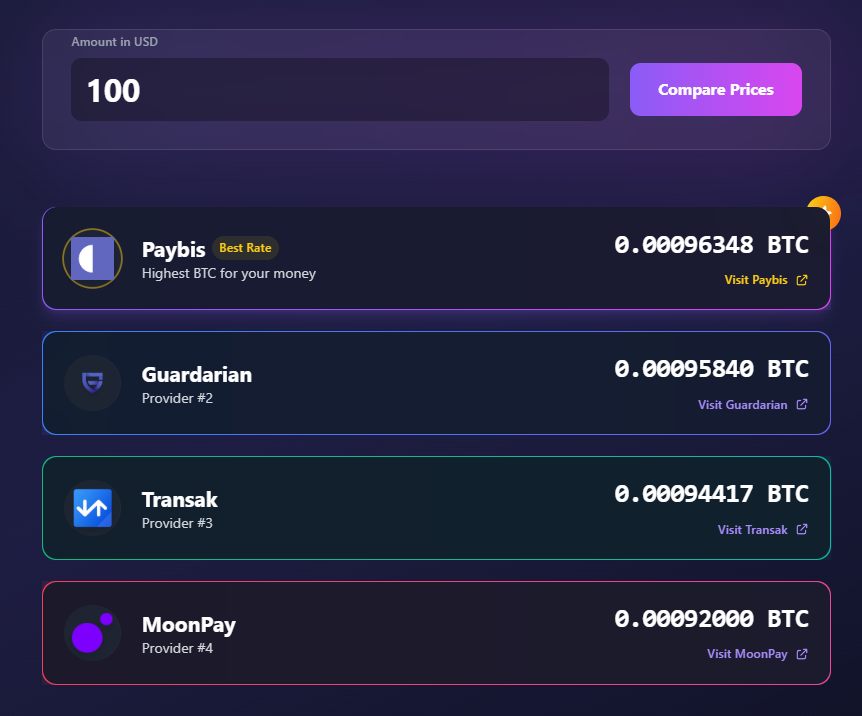 Amount in USD
100
Compare Prices
Paybis Best Rate
Highest BTC for your money
0.00096348 BTC
Visit Paybis
Guardarian
Provider #2
0.00095840 BTC
Visit Guardarian
Transak
Provider #3
0.00094417 BTC
Visit Transak
MoonPay
Provider #4
0.00092000 BTC
Visit MoonPay